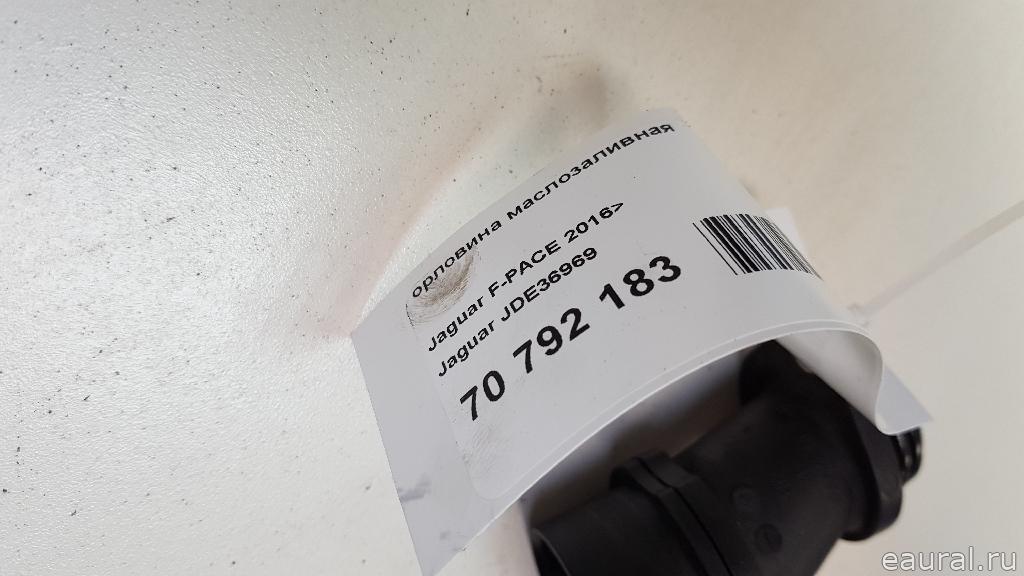 орловина маслозаливная
Jaguar F-PACE 2016>
Jaguar JDE36969
70 792 183
eaural.ru